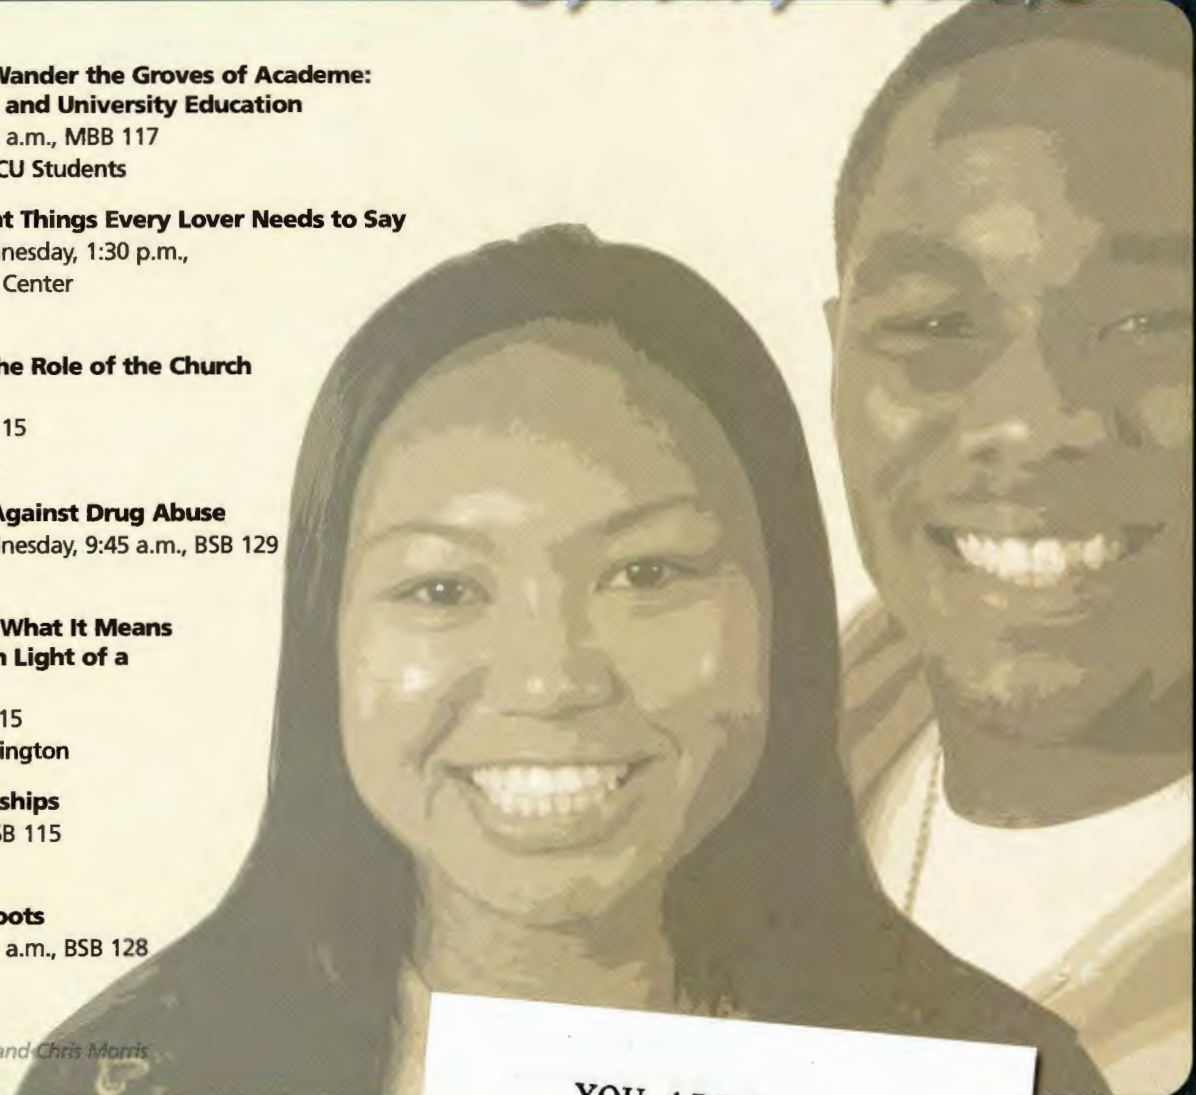 Wander the Groves of Academe:
and University Education
a.m., MBB 117
CU Students
Things Every Lover Needs to Say
nesday, 1:30 p.m.,
Center
he Role of the Church
15
Against Drug Abuse
nesday, 9:45 a.m., BSB 129
What It Means
Light of a
15
ington
ships
SB 115
oots
a.m., BSB 128
and Chris Morris
YOU